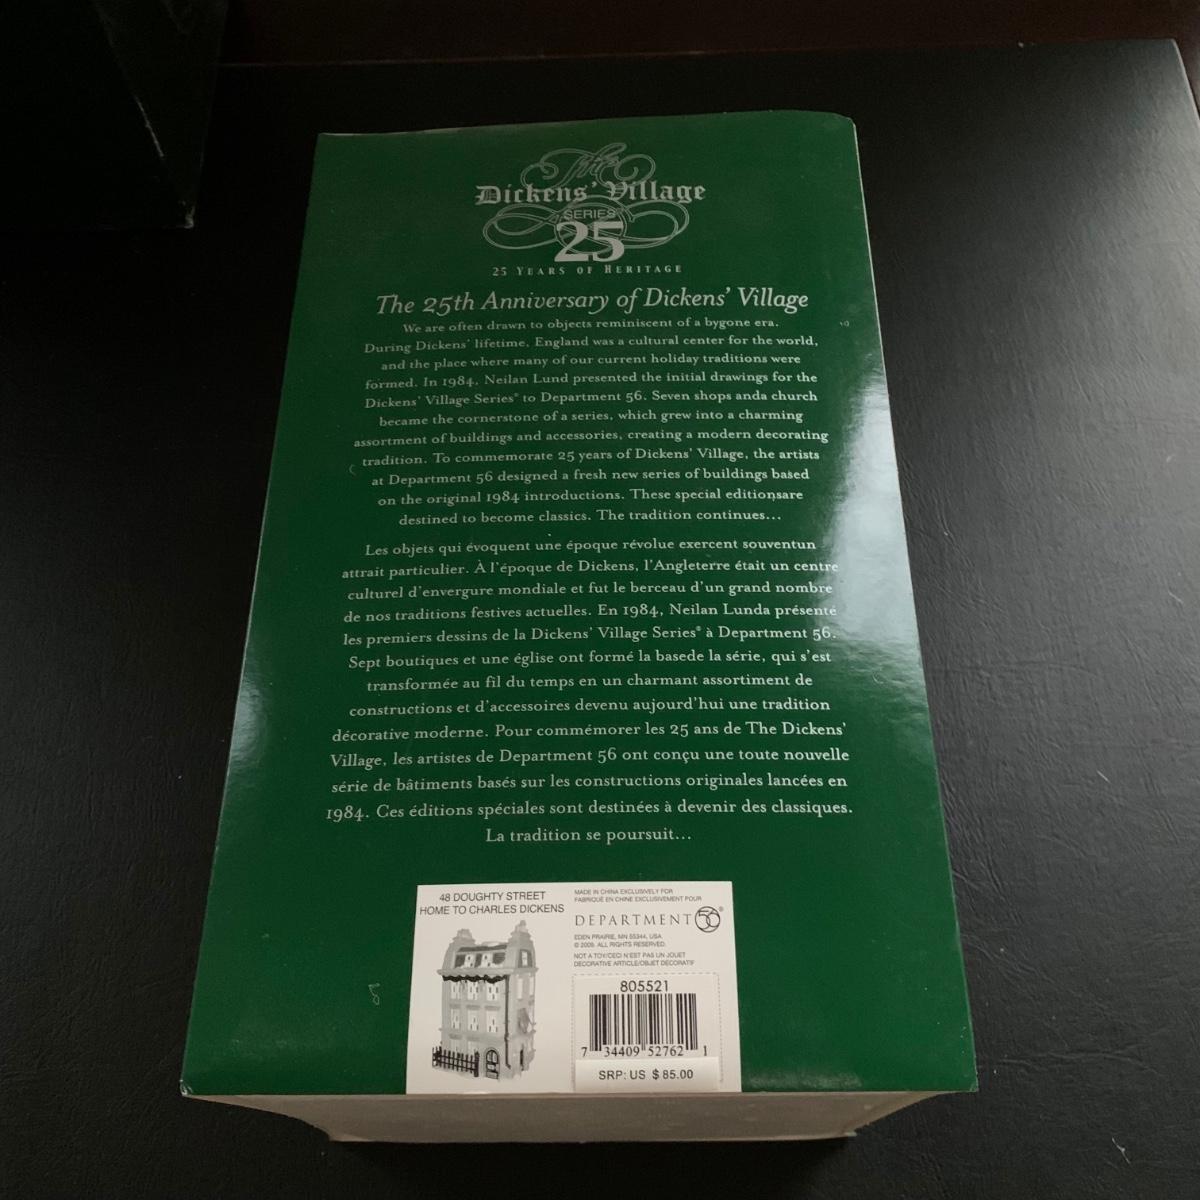 The
Dickens' Village
SERIES
25
25 YEARS OF HERITAGE
The 25th Anniversary of Dickens' Village
We are often drawn to objects reminiscent of a bygone era.
During Dickens' lifetime, England was a cultural center for the world,
and the place where many of our current holiday traditions were
formed. In 1984, Neilan Lund presented the initial drawings for the
Dickens' Village Series® to Department 56. Seven shops anda church
became the cornerstone of a series, which grew into a charming
assortment of buildings and accessories, creating a modern decorating
tradition. To commemorate 25 years of Dickens' Village, the artists
at Department 56 designed a fresh new series of buildings based
on the original 1984 introductions. These special editionsare
destined to become classics. The tradition continues...
Les objets qui évoquent une époque révolue exercent souventun
attrait particulier. À l'époque de Dickens, l'Angleterre était un centre
culturel d'envergure mondiale et fut le berceau d'un grand nombre
de nos traditions festives actuelles. En 1984, Neilan Lunda présenté
les premiers dessins de la Dickens' Village Series® à Department 56.
Sept boutiques et une église ont formé la basede la série, qui s'est
transformée au fil du temps en un charmant assortiment de
constructions et d'accessoires devenu aujourd'hui une tradition
décorative moderne. Pour commémorer les 25 ans de The Dickens'
Village, les artistes de Department 56 ont conçu une toute nouvelle
série de bâtiments basés sur les constructions originales lancées en
1984. Ces éditions spéciales sont destinées à devenir des classiques.
La tradition se poursuit...
48 DOUGHTY STREET
HOME TO CHARLES DICKENS
MADE IN CHINA EXCLUSIVELY FOR
FABRIQUÉ EN CHINE EXCLUSIVEMENT POUR
DEPARTMENT 56®
EDEN PRAIRIE, MN 55344, USA
© 2009. ALL RIGHTS RESERVED.
NOT A TOY/CECI N'EST PAS UN JOUET
DECORATIVE ARTICLE/OBJET DÉCORATIF
805521
7 34409 52762 1
SRP: US $ 85.00